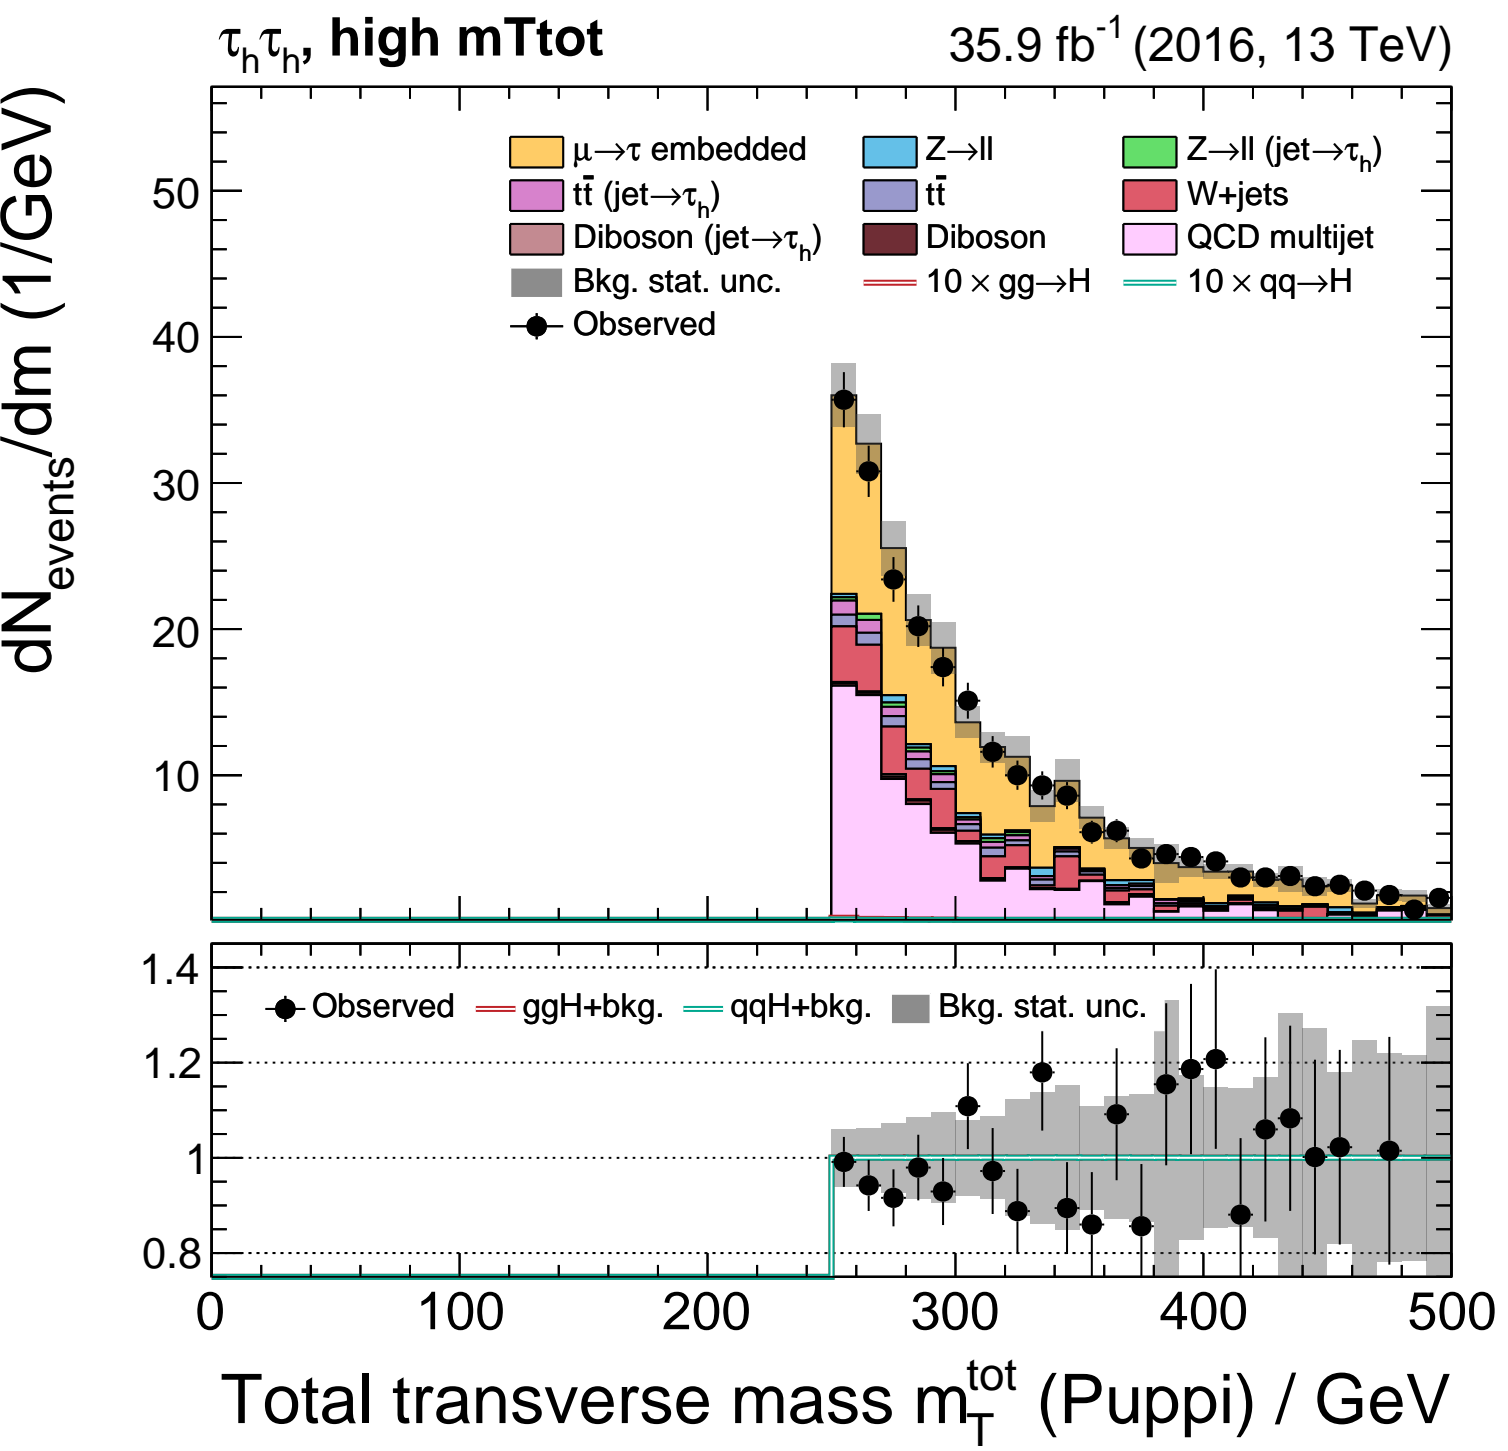 τhτh, high mTtot
35.9 fb-1 (2016, 13 TeV)
dNevents/dm (1/GeV)
μ→τ embedded
Z→ll
Z→ll (jet→τh)
tt̄ (jet→τh)
tt̄
W+jets
Diboson (jet→τh)
Diboson
QCD multijet
Bkg. stat. unc.
10 × gg→H
10 × qq→H
Observed
50
40
30
20
10
1.4
1.2
1
0.8
Observed
ggH+bkg.
qqH+bkg.
Bkg. stat. unc.
0 100 200 300 400 500
Total transverse mass mTtot (Puppi) / GeV